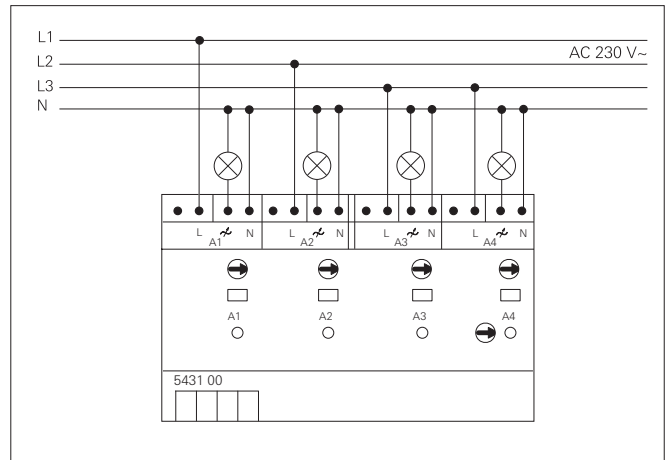 L1
L2
AC 230 V~
L3
N
L N L N L N L N
A1 A2 A3 A4
A1 A2 A3 A4
5431 00